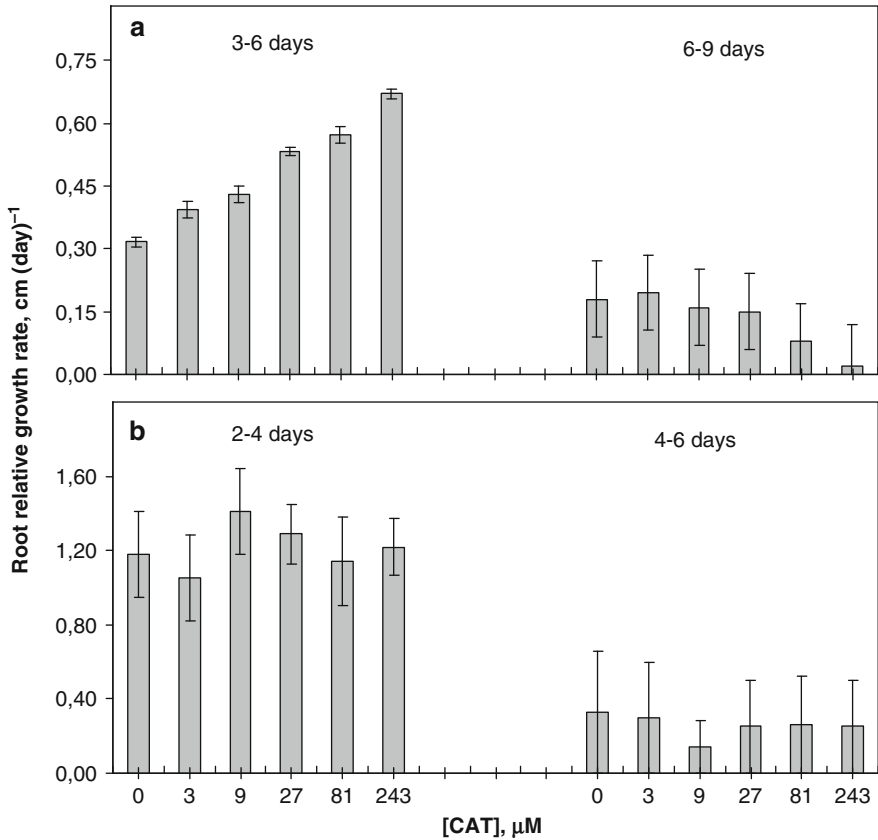 a
3-6 days
6-9 days
0,75
0,60
0,45
0,30
0,15
0,00
Root relative growth rate, cm (day)⁻¹
b
2-4 days
4-6 days
1,60
1,20
0,80
0,40
0,00
0 3 9 27 81 243 0 3 9 27 81 243
[CAT], μM